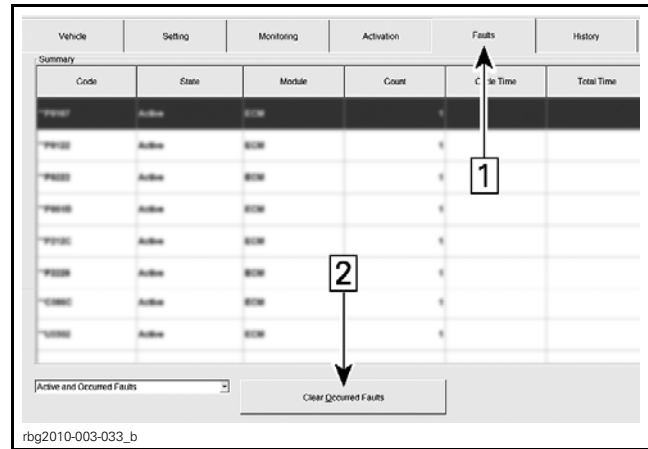 Vehicle Setting Monitoring Activation Faults History
Summary
Code State Module Count Time Total Time
Active ECM 1
Active ECM 1
Active ECM 1
Active ECM 1
Active ECM 1
Active ECM 1
Active ECM 1
Active ECM 1
1
2
Active and Occurred Faults
Clear Occurred Faults
rbg2010-003-033_b